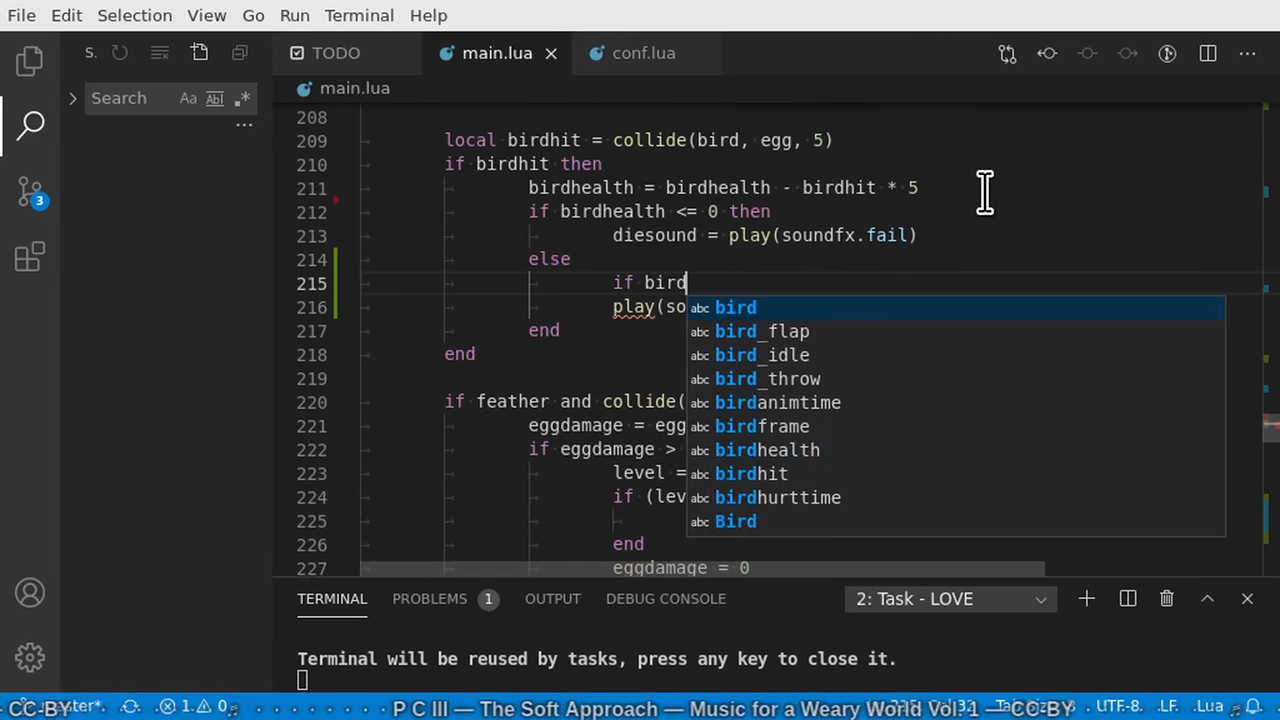 File Edit Selection View Go Run Terminal Help
S.
TODO main.lua conf.lua
Search Aa Abl .*
main.lua
208
209 local birdhit = collide(bird, egg, 5)
210 if birdhit then
211 birdhealth = birdhealth - birdhit * 5
212 if birdhealth <= 0 then
213 diesound = play(soundfx.fail)
214 else
215 if bird
216 play(so
217 end
218 end
219
220 if feather and collide(
221 eggdamage = egg
222 if eggdamage >
223 level =
224 if (lev
225
226 end
227 eggdamage = 0
abc bird
abc bird_flap
abc bird_idle
abc bird_throw
abc birdanimtime
abc birdframe
abc birdhealth
abc birdhit
abc birdhurttime
abc Bird
3
TERMINAL PROBLEMS 1 OUTPUT DEBUG CONSOLE 2: Task - LOVE
Terminal will be reused by tasks, press any key to close it.
1 0 UTF-8 LF Lua
— CC-BY P C III — The Soft Approach — Music for a Weary World Vol. 1 — CC-BY